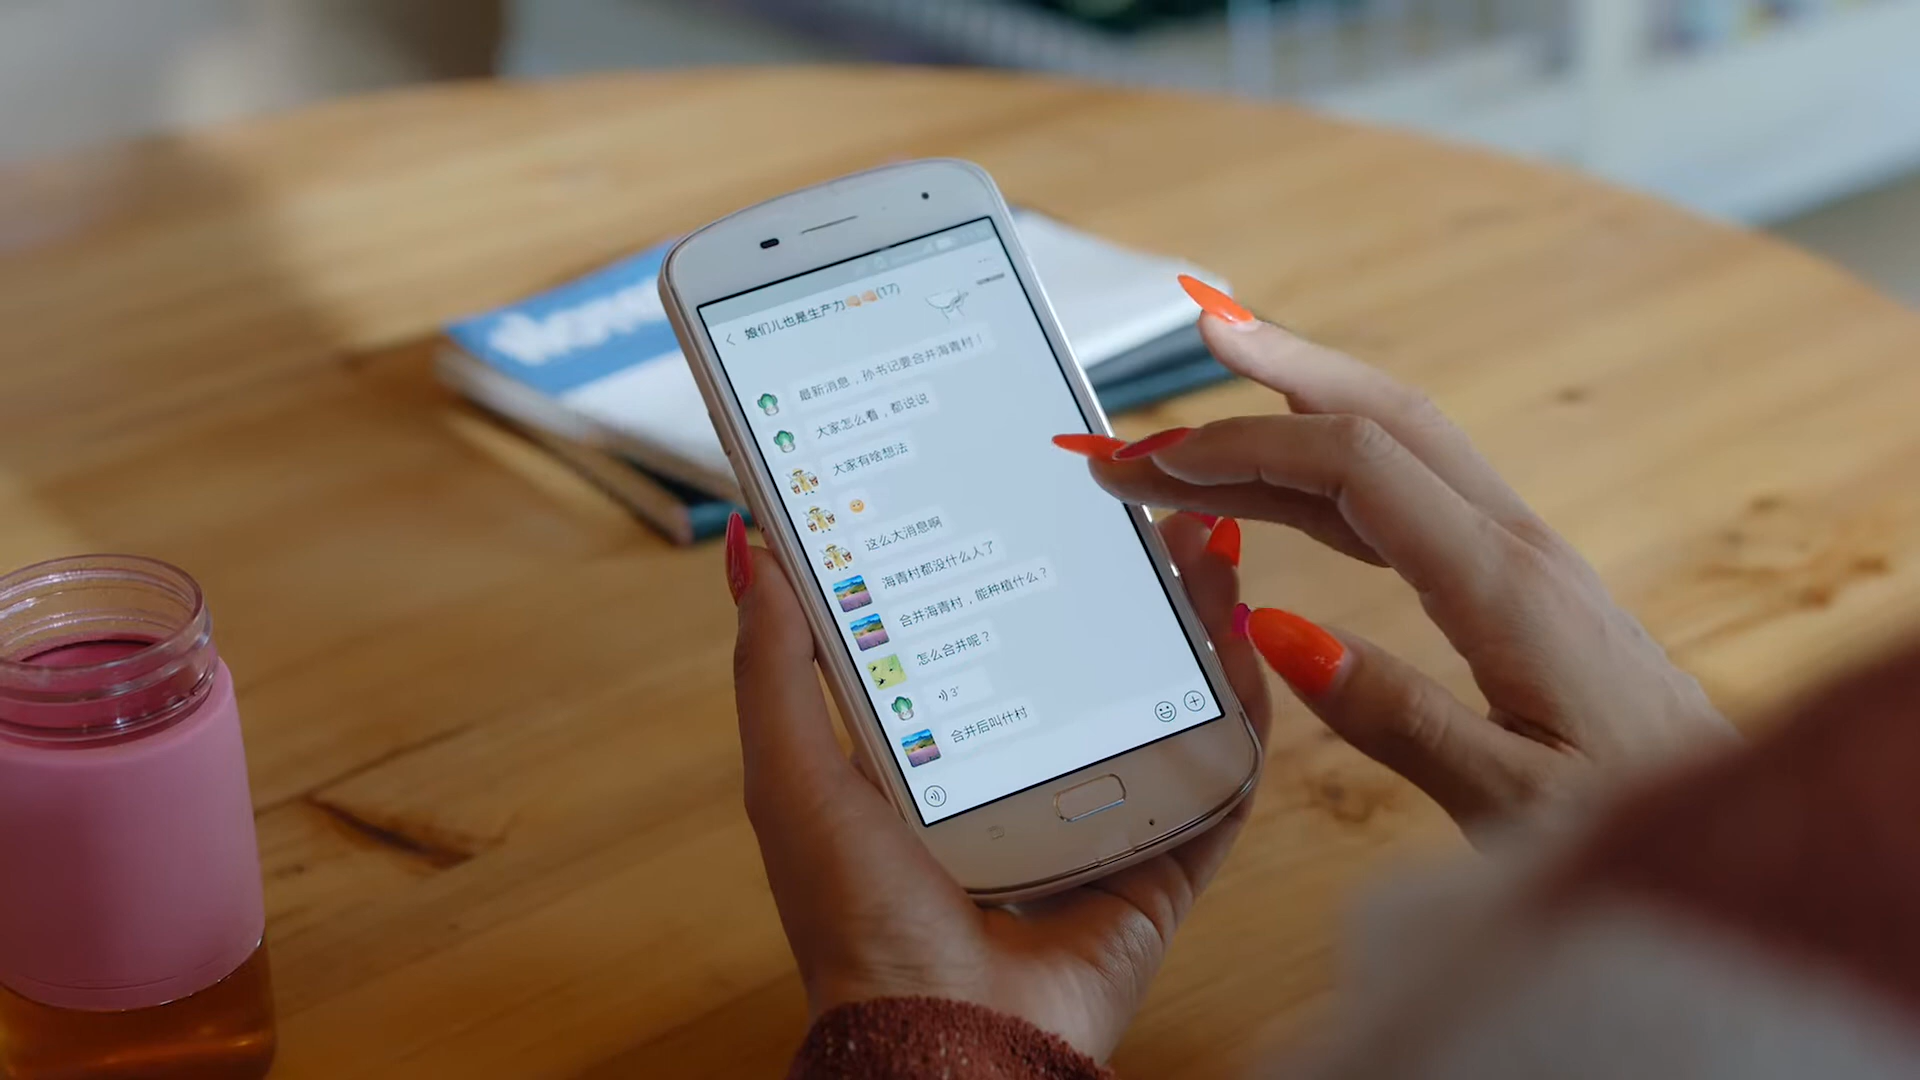 娘们儿也是生产力👊👊(17)
最新消息，孙书记要合并海青村！
大家怎么看，都说说
大家有啥想法
这么大消息啊
海青村都没什么人了
合并海青村，能种植什么？
怎么合并呢？
3"
合并后叫什村